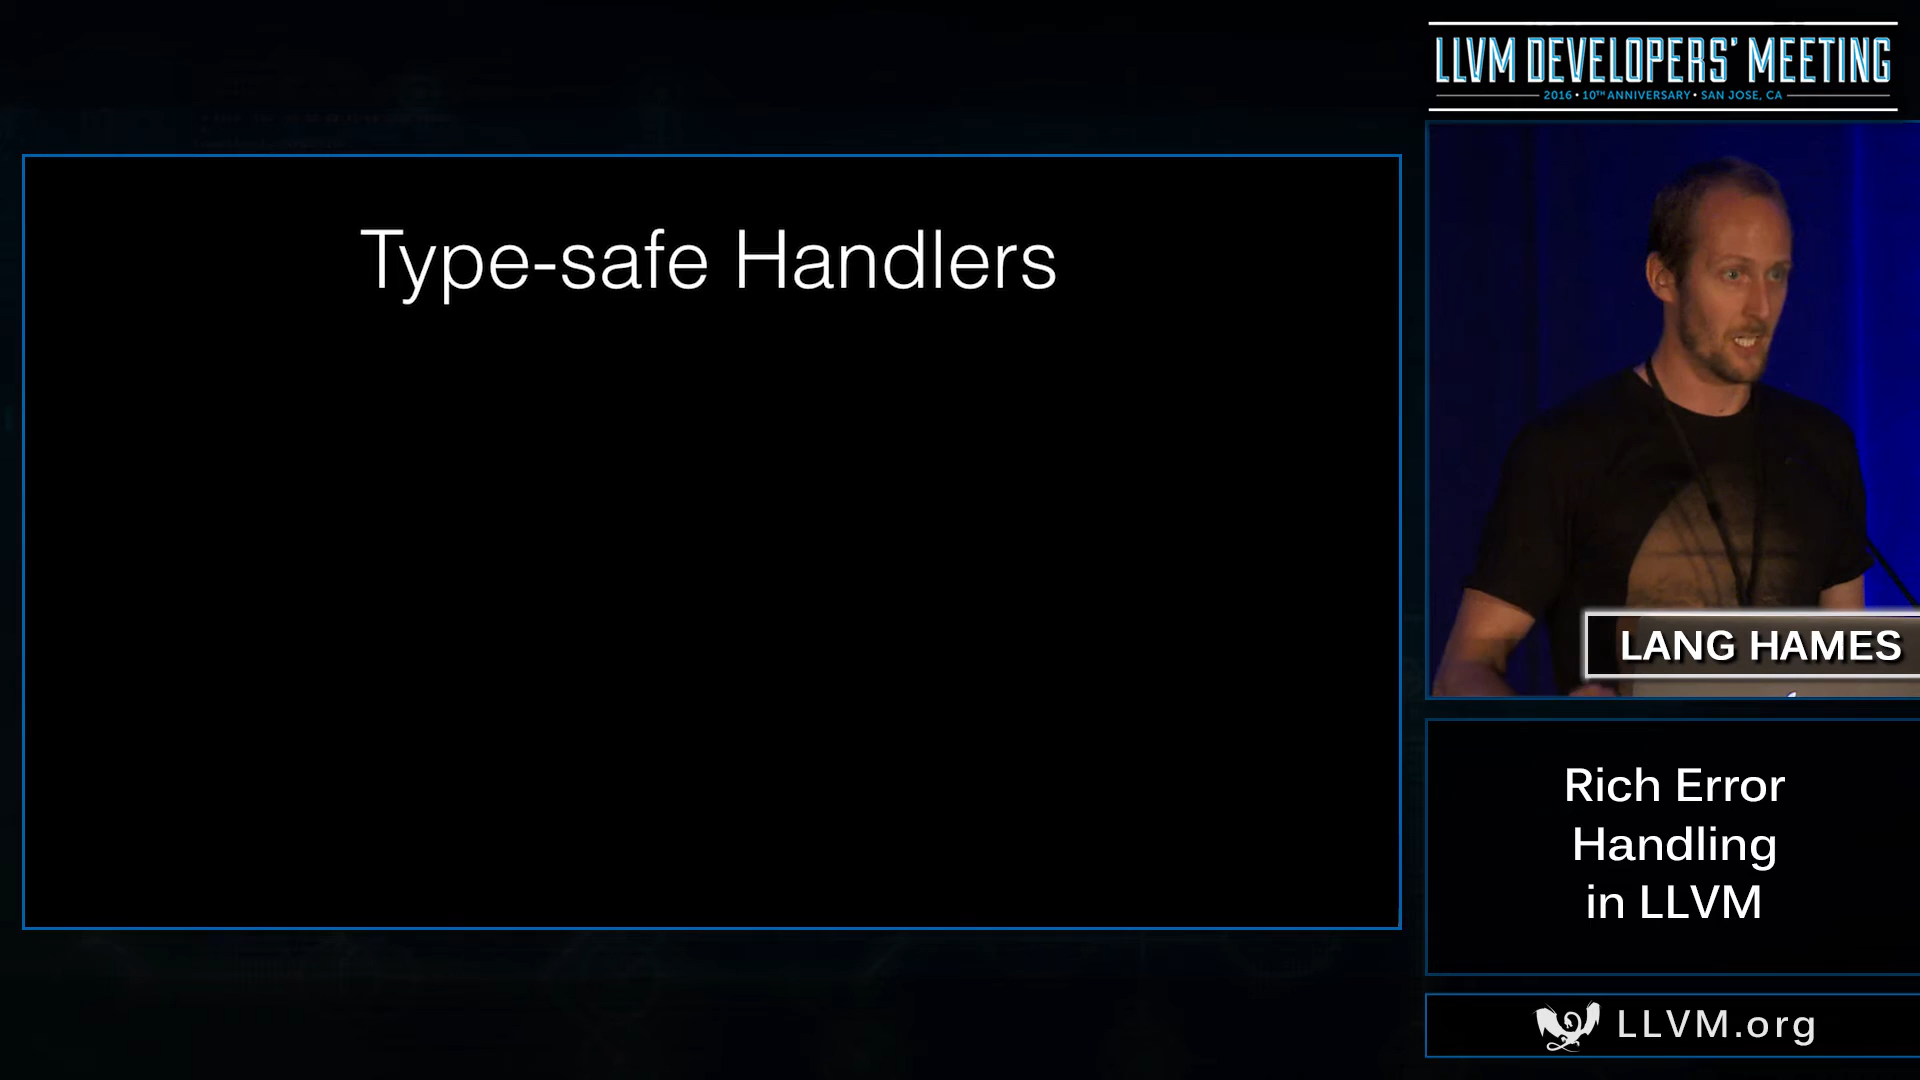 LLVM DEVELOPERS' MEETING
2016 • 10TH ANNIVERSARY • SAN JOSE, CA
Type-safe Handlers
LANG HAMES
Rich Error
Handling
in LLVM
LLVM.org